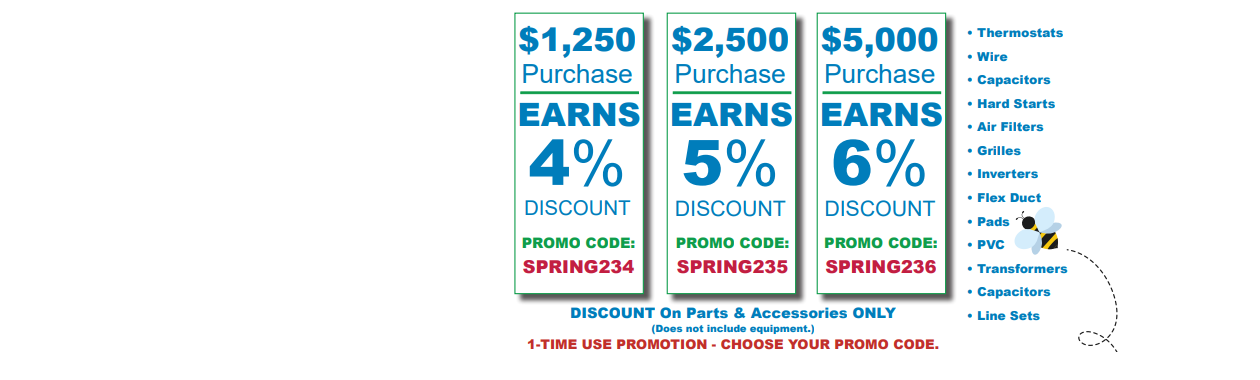 $1,250
Purchase
EARNS
4%
DISCOUNT
PROMO CODE:
SPRING234
$2,500
Purchase
EARNS
5%
DISCOUNT
PROMO CODE:
SPRING235
$5,000
Purchase
EARNS
6%
DISCOUNT
PROMO CODE:
SPRING236
DISCOUNT On Parts & Accessories ONLY
(Does not include equipment.)
1-TIME USE PROMOTION - CHOOSE YOUR PROMO CODE.
• Thermostats
• Wire
• Capacitors
• Hard Starts
• Air Filters
• Grilles
• Inverters
• Flex Duct
• Pads
• PVC
• Transformers
• Capacitors
• Line Sets